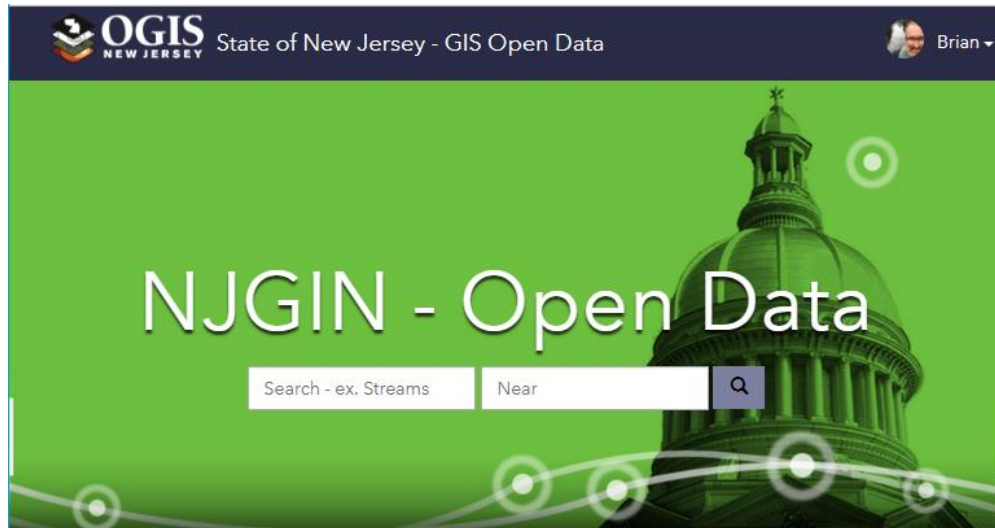 OGIS
NEW JERSEY
State of New Jersey - GIS Open Data
Brian
NJGIN - Open Data
Search - ex. Streams
Near